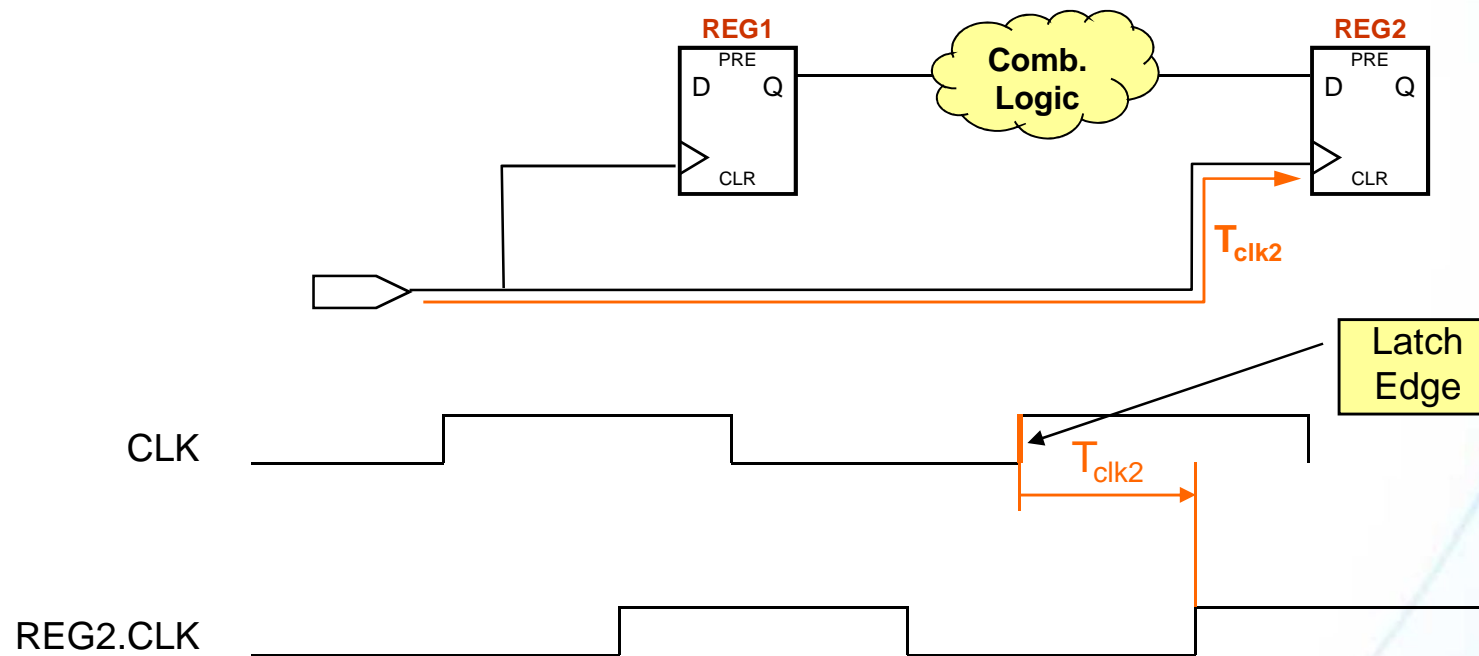 REG1
PRE
D Q
CLR
Comb.
Logic
REG2
PRE
D Q
CLR
Tclk2
Latch
Edge
CLK
Tclk2
REG2.CLK